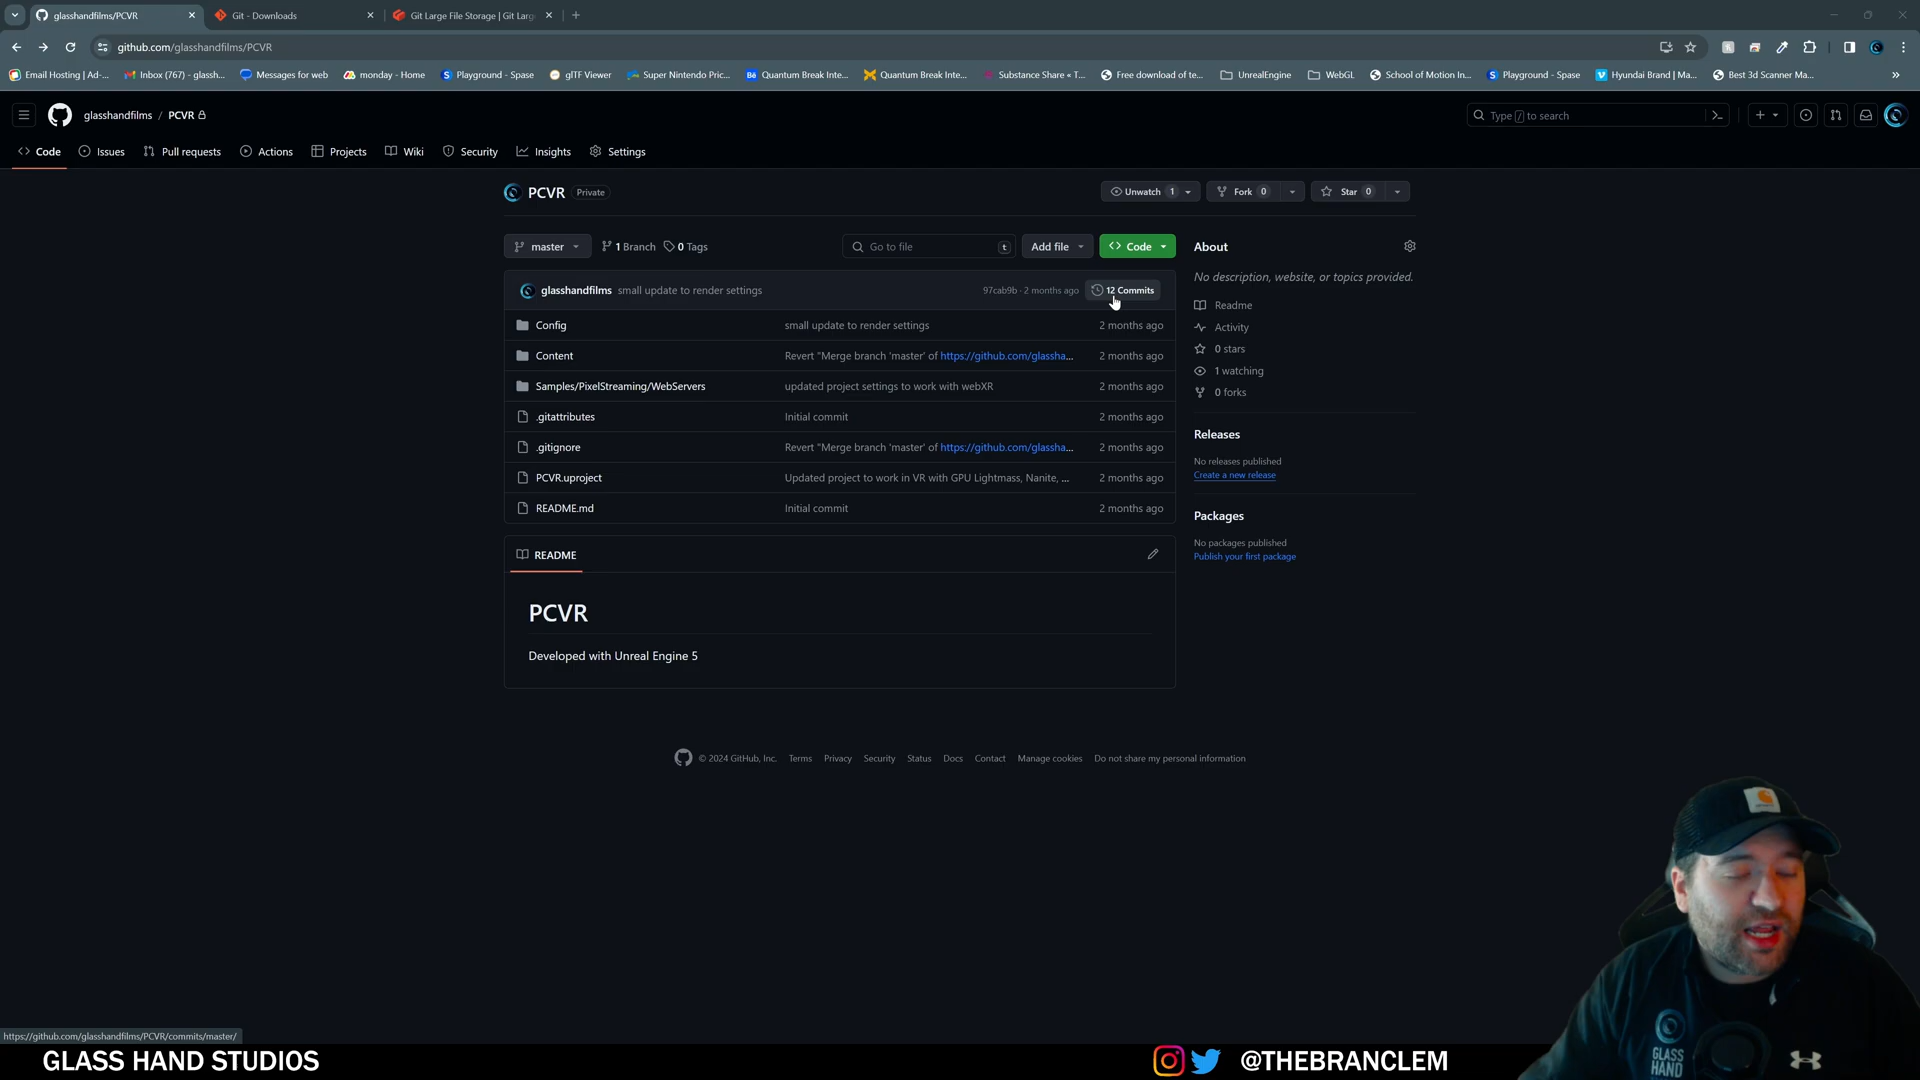 glasshandfilms/PCVR
Git - Downloads
Git Large File Storage | Git Larg
github.com/glasshandfilms/PCVR
Email Hosting | Ad-...
Inbox (767) - glassh...
Messages for web
monday - Home
Playground - Spase
glTF Viewer
Super Nintendo Pric...
Quantum Break Inte...
Quantum Break Inte...
Substance Share « T...
Free download of te...
UnrealEngine
WebGL
School of Motion In...
Playground - Spase
Hyundai Brand | Ma...
Best 3d Scanner Ma...
glasshandfilms / PCVR
Type / to search
Code
Issues
Pull requests
Actions
Projects
Wiki
Security
Insights
Settings
PCVR Private
Unwatch 1
Fork 0
Star 0
master
1 Branch
0 Tags
Go to file t
Add file
Code
glasshandfilms small update to render settings 97cab9b · 2 months ago 12 Commits
Config small update to render settings 2 months ago
Content Revert "Merge branch 'master' of https://github.com/glassha... 2 months ago
Samples/PixelStreaming/WebServers updated project settings to work with webXR 2 months ago
.gitattributes Initial commit 2 months ago
.gitignore Revert "Merge branch 'master' of https://github.com/glassha... 2 months ago
PCVR.uproject Updated project to work in VR with GPU Lightmass, Nanite, ... 2 months ago
README.md Initial commit 2 months ago
README
PCVR
Developed with Unreal Engine 5
About
No description, website, or topics provided.
Readme
Activity
0 stars
1 watching
0 forks
Releases
No releases published
Create a new release
Packages
No packages published
Publish your first package
© 2024 GitHub, Inc. Terms Privacy Security Status Docs Contact Manage cookies Do not share my personal information
https://github.com/glasshandfilms/PCVR/commits/master/
GLASS HAND STUDIOS
@THEBRANCLEM
GLASS
HAND